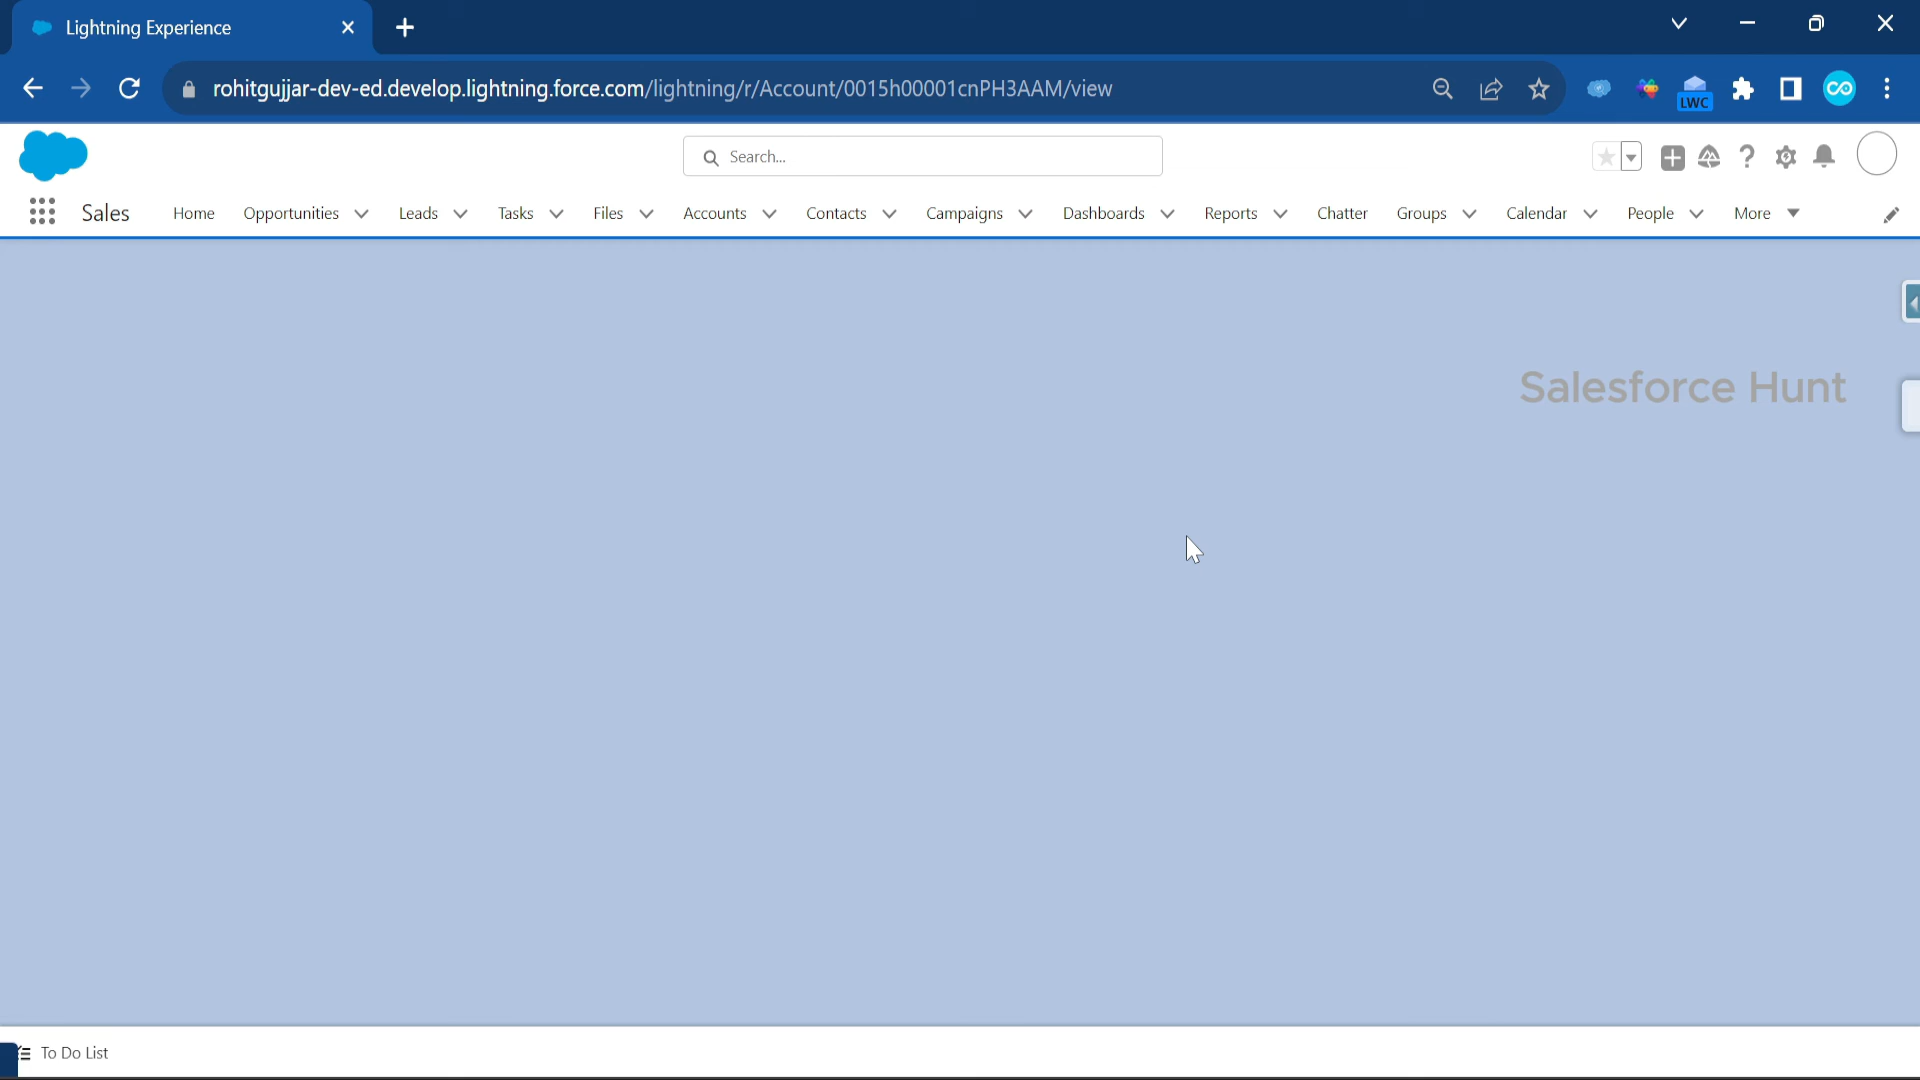 Lightning Experience
rohitgujjar-dev-ed.develop.lightning.force.com/lightning/r/Account/0015h00001cnPH3AAM/view
LWC
Search...
Sales Home Opportunities Leads Tasks Files Accounts Contacts Campaigns Dashboards Reports Chatter Groups Calendar People More
Salesforce Hunt
To Do List